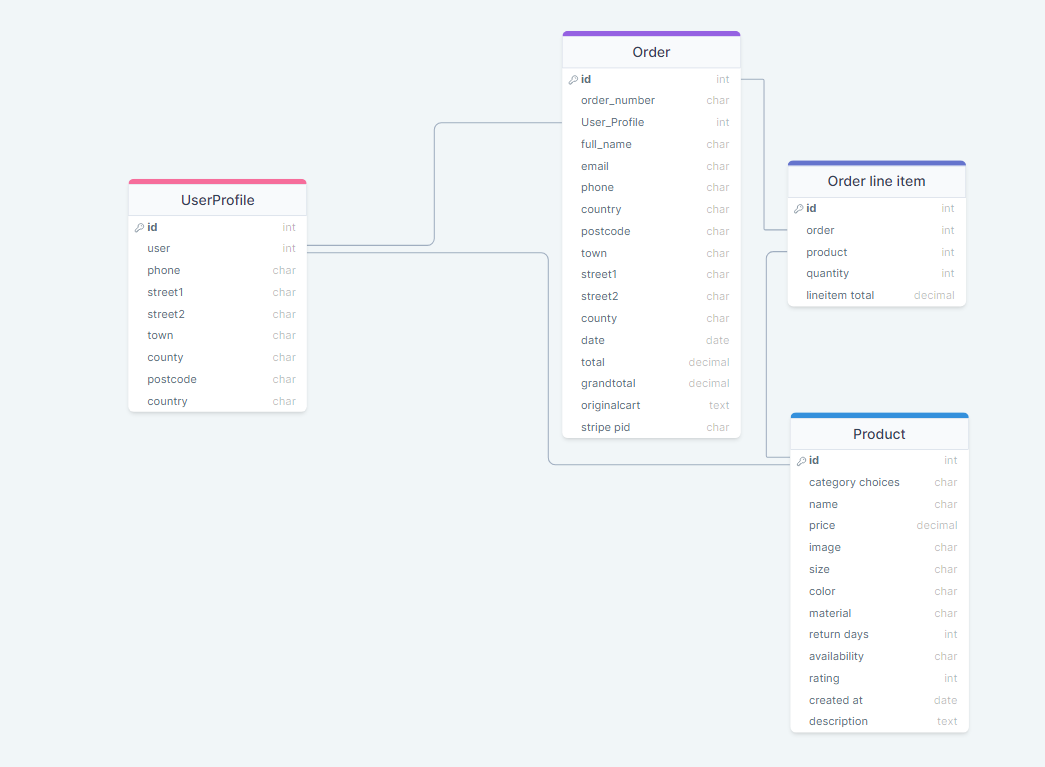 UserProfile
id int
user int
phone char
street1 char
street2 char
town char
county char
postcode char
country char
Order
id int
order_number char
User_Profile int
full_name char
email char
phone char
country char
postcode char
town char
street1 char
street2 char
county char
date date
total decimal
grandtotal decimal
originalcart text
stripe pid char
Order line item
id int
order int
product int
quantity int
lineitem total decimal
Product
id int
category choices char
name char
price decimal
image char
size char
color char
material char
return days int
availability char
rating int
created at date
description text